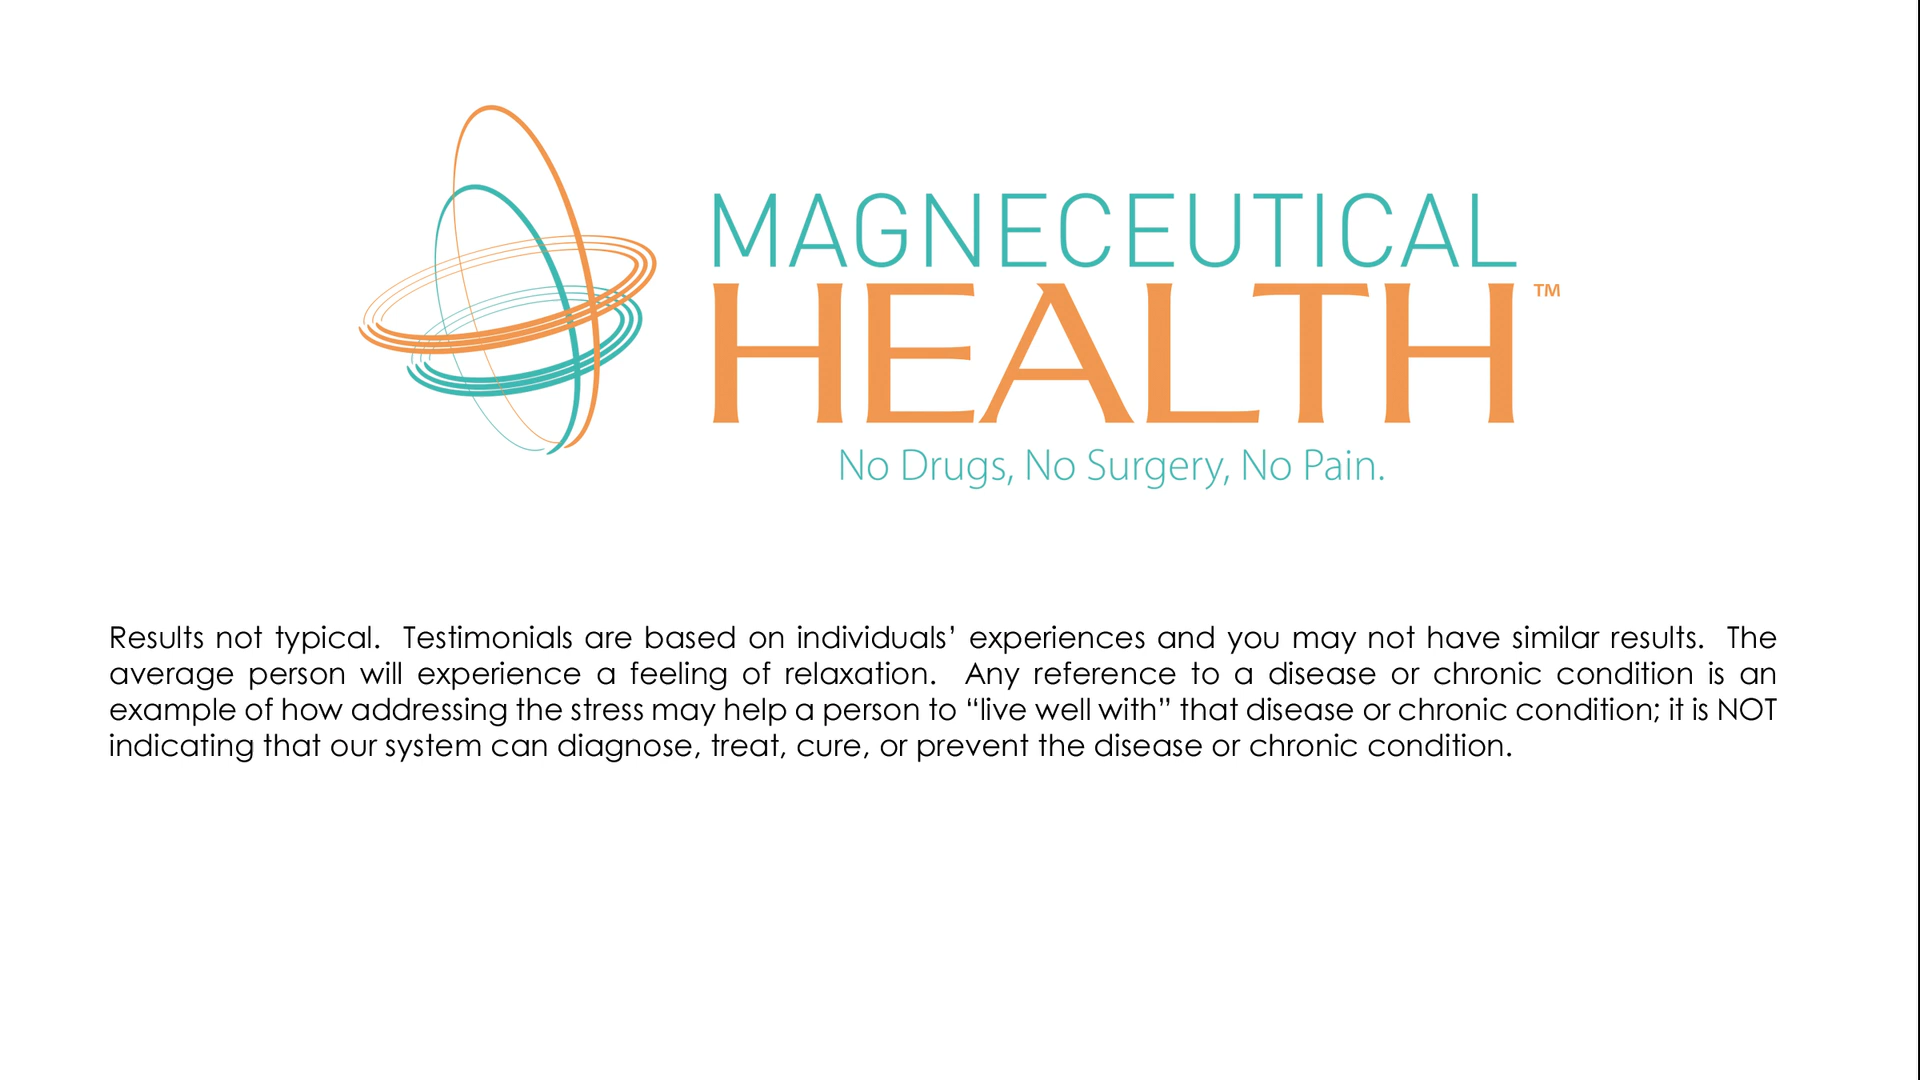 MAGNECEUTICAL
HEALTH™
No Drugs, No Surgery, No Pain.
Results not typical.  Testimonials are based on individuals’ experiences and you may not have similar results.  The
average person will experience a feeling of relaxation.  Any reference to a disease or chronic condition is an
example of how addressing the stress may help a person to “live well with” that disease or chronic condition; it is NOT
indicating that our system can diagnose, treat, cure, or prevent the disease or chronic condition.